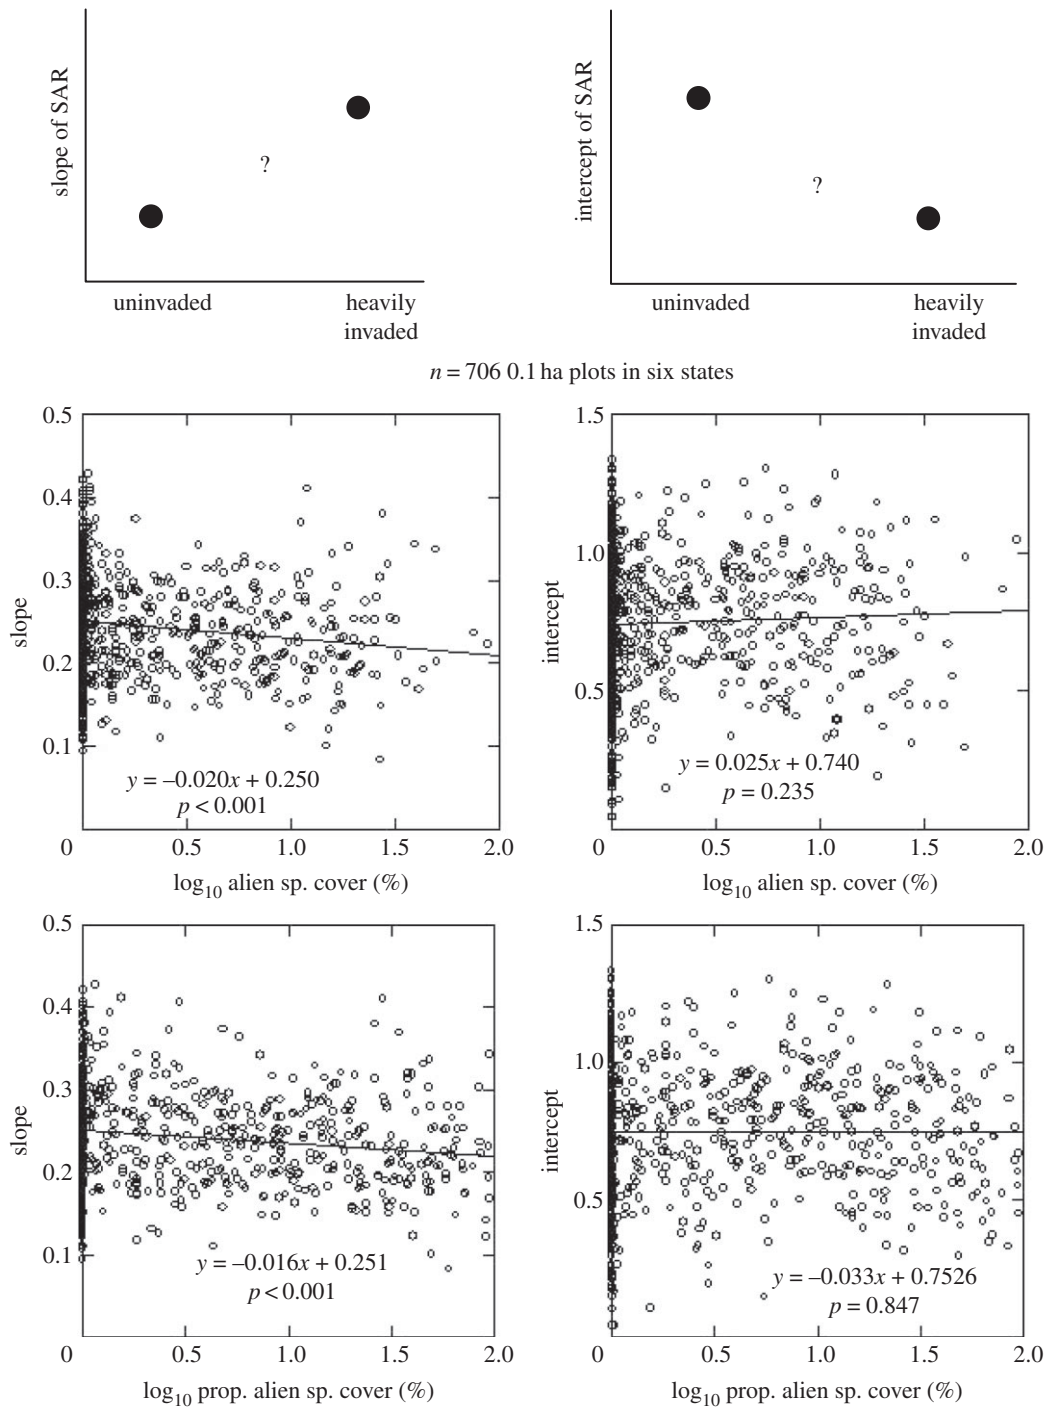 slope of SAR
?
uninvaded
heavily
invaded
intercept of SAR
?
uninvaded
heavily
invaded
n = 706 0.1 ha plots in six states
0.5
0.4
0.3
0.2
0.1
0
0.5
1.0
1.5
2.0
slope
y = –0.020x + 0.250
p < 0.001
log10 alien sp. cover (%)
1.5
1.0
0.5
0
0.5
1.0
1.5
2.0
intercept
y = 0.025x + 0.740
p = 0.235
log10 alien sp. cover (%)
0.5
0.4
0.3
0.2
0.1
0
0.5
1.0
1.5
2.0
slope
y = –0.016x + 0.251
p < 0.001
log10 prop. alien sp. cover (%)
1.5
1.0
0.5
0
0.5
1.0
1.5
2.0
intercept
y = –0.033x + 0.7526
p = 0.847
log10 prop. alien sp. cover (%)